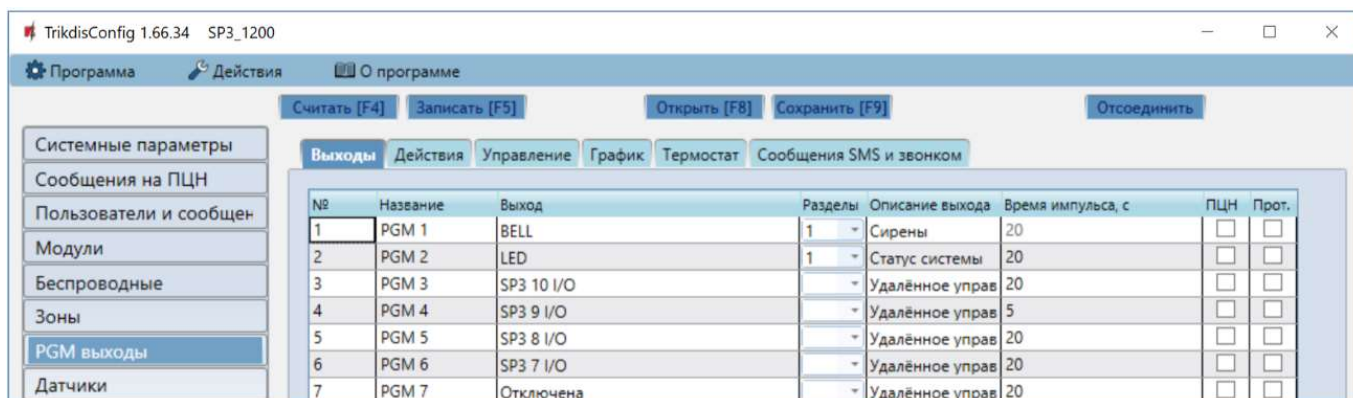 TrikdisConfig 1.66.34 SP3_1200
Программа Действия О программе
Считать [F4] Записать [F5] Открыть [F8] Сохранить [F9] Отсоединить
Системные параметры
Сообщения на ПЦН
Пользователи и сообщен
Модули
Беспроводные
Зоны
PGM выходы
Датчики
Выходы Действия Управление График Термостат Сообщения SMS и звонком
№ Название Выход Разделы Описание выхода Время импульса, с ПЦН Прот.
1 PGM 1 BELL 1 Сирены 20
2 PGM 2 LED 1 Статус системы 20
3 PGM 3 SP3 10 I/O Удалённое управ 20
4 PGM 4 SP3 9 I/O Удалённое управ 5
5 PGM 5 SP3 8 I/O Удалённое управ 20
6 PGM 6 SP3 7 I/O Удалённое управ 20
7 PGM 7 Отключена Удалённое управ 20